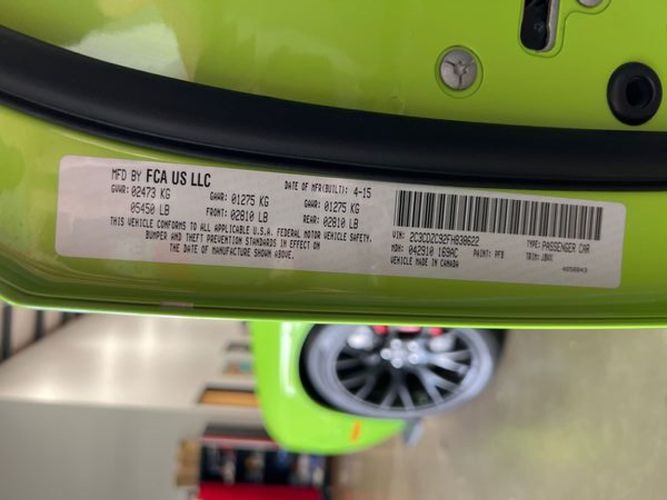 MFD BY FCA US LLC
DATE OF MFR(BUILT): 4-15
GVWR: 02473 KG
GAWR: 01275 KG
GAWR: 01275 KG
05450 LB
FRONT: 02810 LB
REAR: 02810 LB
THIS VEHICLE CONFORMS TO ALL APPLICABLE U.S.A. FEDERAL MOTOR VEHICLE SAFETY,
BUMPER AND THEFT PREVENTION STANDARDS IN EFFECT ON
THE DATE OF MANUFACTURE SHOWN ABOVE.
VIN: 2C3CDZC92FH838622
TYPE: PASSENGER CAR
MDH: 042910 169AC
PAINT: PFB
TRIM: JBXX
VEHICLE MADE IN CANADA